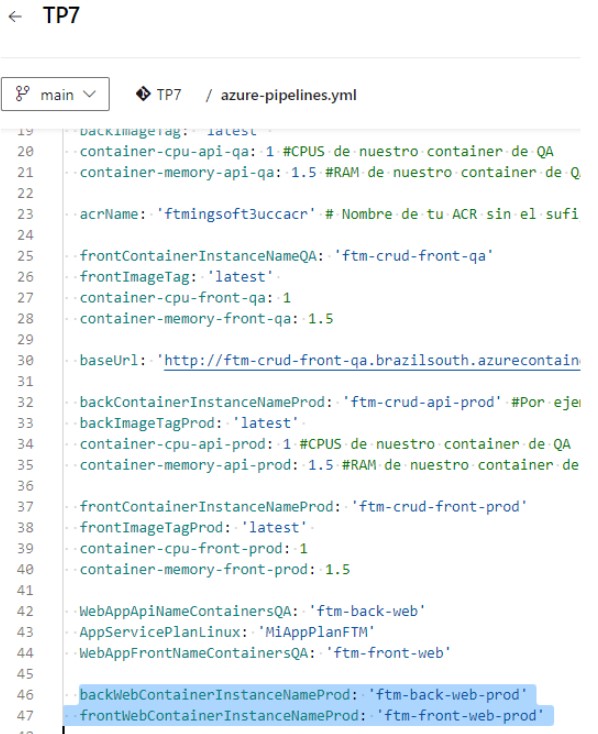 ← TP7
main TP7 / azure-pipelines.yml
19 backImageTag: 'latest'
20 container-cpu-api-qa: 1 #CPUS de nuestro container de QA
21 container-memory-api-qa: 1.5 #RAM de nuestro container de
22
23 acrName: 'ftmingsoft3uccacr' # Nombre de tu ACR sin el sufi
24
25 frontContainerInstanceNameQA: 'ftm-crud-front-qa'
26 frontImageTag: 'latest'
27 container-cpu-front-qa: 1
28 container-memory-front-qa: 1.5
29
30 baseUrl: 'http://ftm-crud-front-qa.brazilsouth.azurecontain
31
32 backContainerInstanceNameProd: 'ftm-crud-api-prod' #Por eje
33 backImageTagProd: 'latest'
34 container-cpu-api-prod: 1 #CPUS de nuestro container de QA
35 container-memory-api-prod: 1.5 #RAM de nuestro container de
36
37 frontContainerInstanceNameProd: 'ftm-crud-front-prod'
38 frontImageTagProd: 'latest'
39 container-cpu-front-prod: 1
40 container-memory-front-prod: 1.5
41
42 WebAppApiNameContainersQA: 'ftm-back-web'
43 AppServicePlanLinux: 'MiAppPlanFTM'
44 WebAppFrontNameContainersQA: 'ftm-front-web'
45
46 backWebContainerInstanceNameProd: 'ftm-back-web-prod'
47 frontWebContainerInstanceNameProd: 'ftm-front-web-prod'